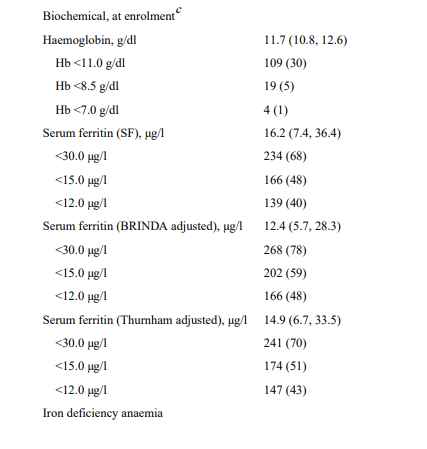 Biochemical, at enrolment c
Haemoglobin, g/dl 11.7 (10.8, 12.6)
Hb <11.0 g/dl 109 (30)
Hb <8.5 g/dl 19 (5)
Hb <7.0 g/dl 4 (1)
Serum ferritin (SF), µg/l 16.2 (7.4, 36.4)
<30.0 µg/l 234 (68)
<15.0 µg/l 166 (48)
<12.0 µg/l 139 (40)
Serum ferritin (BRINDA adjusted), µg/l 12.4 (5.7, 28.3)
<30.0 µg/l 268 (78)
<15.0 µg/l 202 (59)
<12.0 µg/l 166 (48)
Serum ferritin (Thurnham adjusted), µg/l 14.9 (6.7, 33.5)
<30.0 µg/l 241 (70)
<15.0 µg/l 174 (51)
<12.0 µg/l 147 (43)
Iron deficiency anaemia